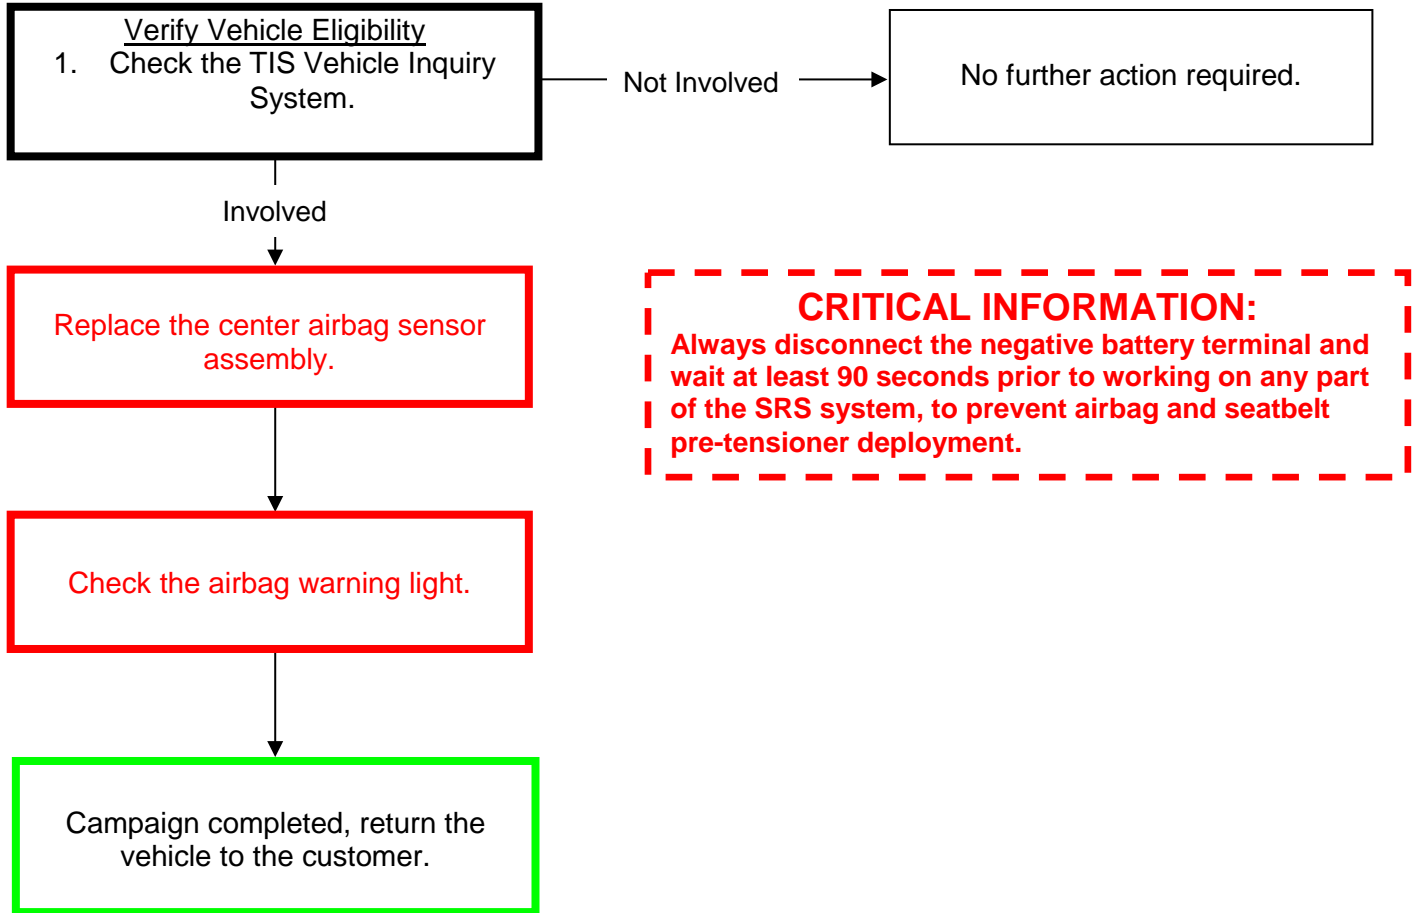 Verify Vehicle Eligibility
1. Check the TIS Vehicle Inquiry
System.
Not Involved
No further action required.
Involved
Replace the center airbag sensor
assembly.
CRITICAL INFORMATION:
Always disconnect the negative battery terminal and
wait at least 90 seconds prior to working on any part
of the SRS system, to prevent airbag and seatbelt
pre-tensioner deployment.
Check the airbag warning light.
Campaign completed, return the
vehicle to the customer.